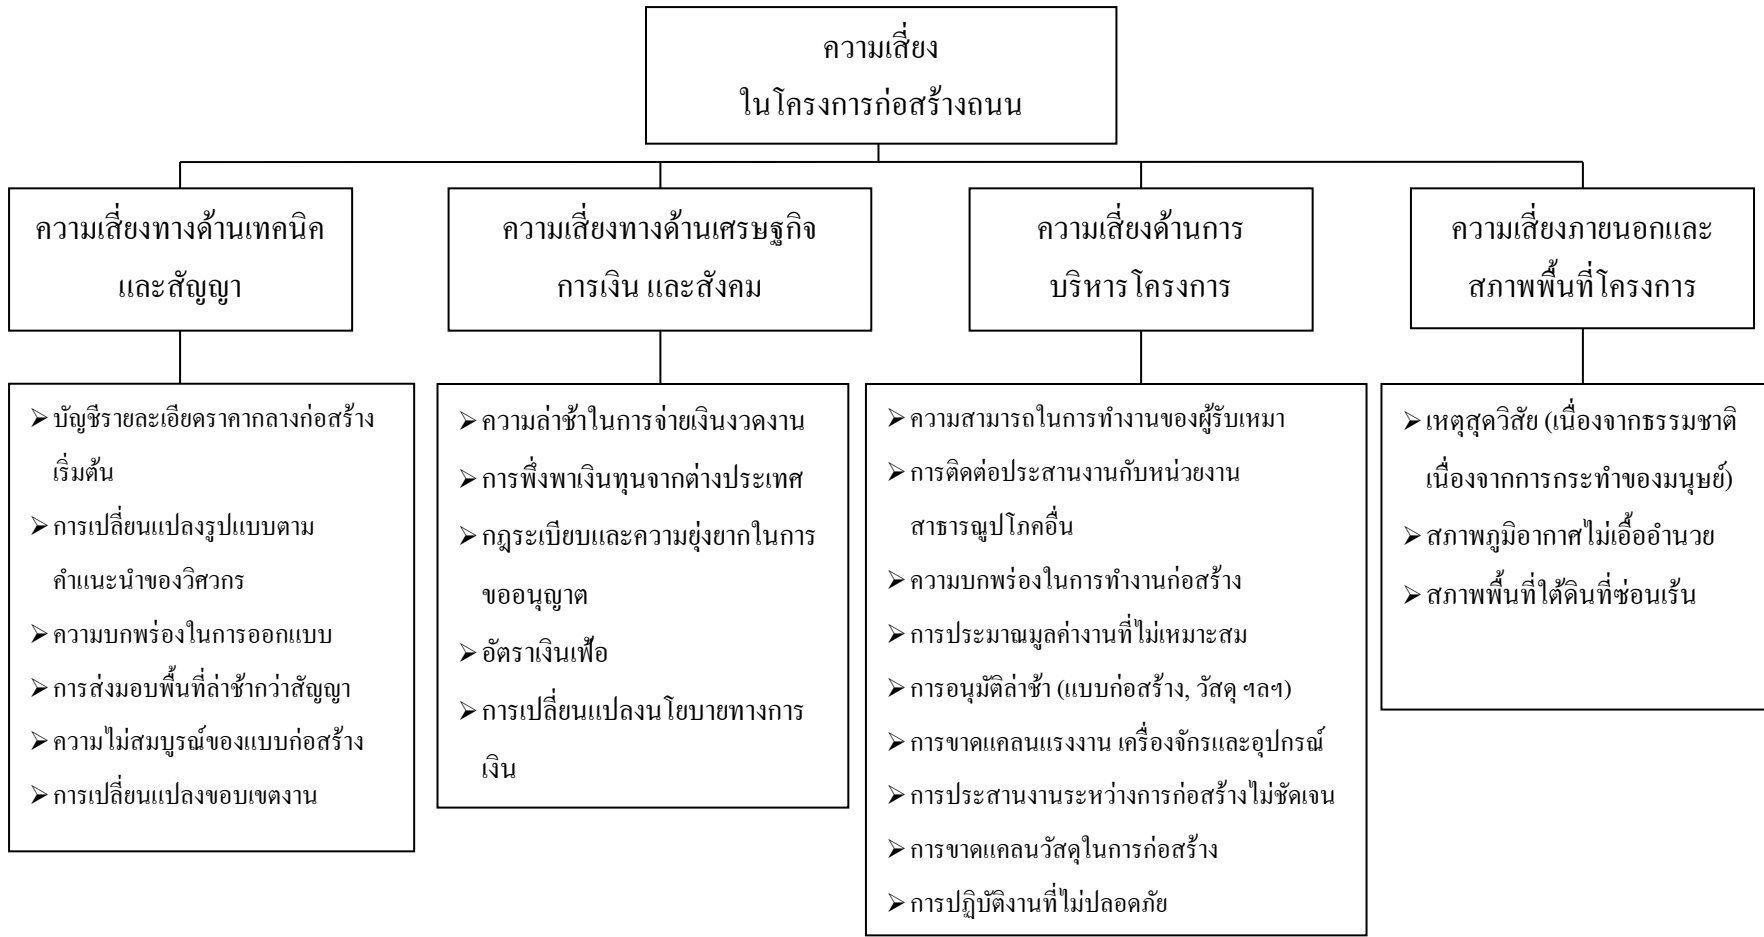 ความเสี่ยง
ในโครงการก่อสร้างถนน
ความเสี่ยงทางด้านเทคนิค
และสัญญา
ความเสี่ยงทางด้านเศรษฐกิจ
การเงิน และสังคม
ความเสี่ยงด้านการ
บริหารโครงการ
ความเสี่ยงภายนอกและ
สภาพพื้นที่โครงการ
➢ บัญชีรายละเอียดราคากลางก่อสร้าง
เริ่มต้น
➢ การเปลี่ยนแปลงรูปแบบตาม
คำแนะนำของวิศวกร
➢ ความบกพร่องในการออกแบบ
➢ การส่งมอบพื้นที่ล่าช้ากว่าสัญญา
➢ ความไม่สมบูรณ์ของแบบก่อสร้าง
➢ การเปลี่ยนแปลงขอบเขตงาน
➢ ความล่าช้าในการจ่ายเงินงวดงาน
➢ การพึ่งพาเงินทุนจากต่างประเทศ
➢ กฎระเบียบและความยุ่งยากในการ
ขออนุญาต
➢ อัตราเงินเฟ้อ
➢ การเปลี่ยนแปลงนโยบายทางการ
เงิน
➢ ความสามารถในการทำงานของผู้รับเหมา
➢ การติดต่อประสานงานกับหน่วยงาน
สาธารณูปโภคอื่น
➢ ความบกพร่องในการทำงานก่อสร้าง
➢ การประมาณมูลค่างานที่ไม่เหมาะสม
➢ การอนุมัติล่าช้า (แบบก่อสร้าง, วัสดุ ฯลฯ)
➢ การขาดแคลนแรงงาน เครื่องจักรและอุปกรณ์
➢ การประสานงานระหว่างการก่อสร้างไม่ชัดเจน
➢ การขาดแคลนวัสดุในการก่อสร้าง
➢ การปฏิบัติงานที่ไม่ปลอดภัย
➢ เหตุสุดวิสัย (เนื่องจากธรรมชาติ
เนื่องจากการกระทำของมนุษย์)
➢ สภาพภูมิอากาศไม่เอื้ออำนวย
➢ สภาพพื้นที่ใต้ดินที่ซ่อนเร้น